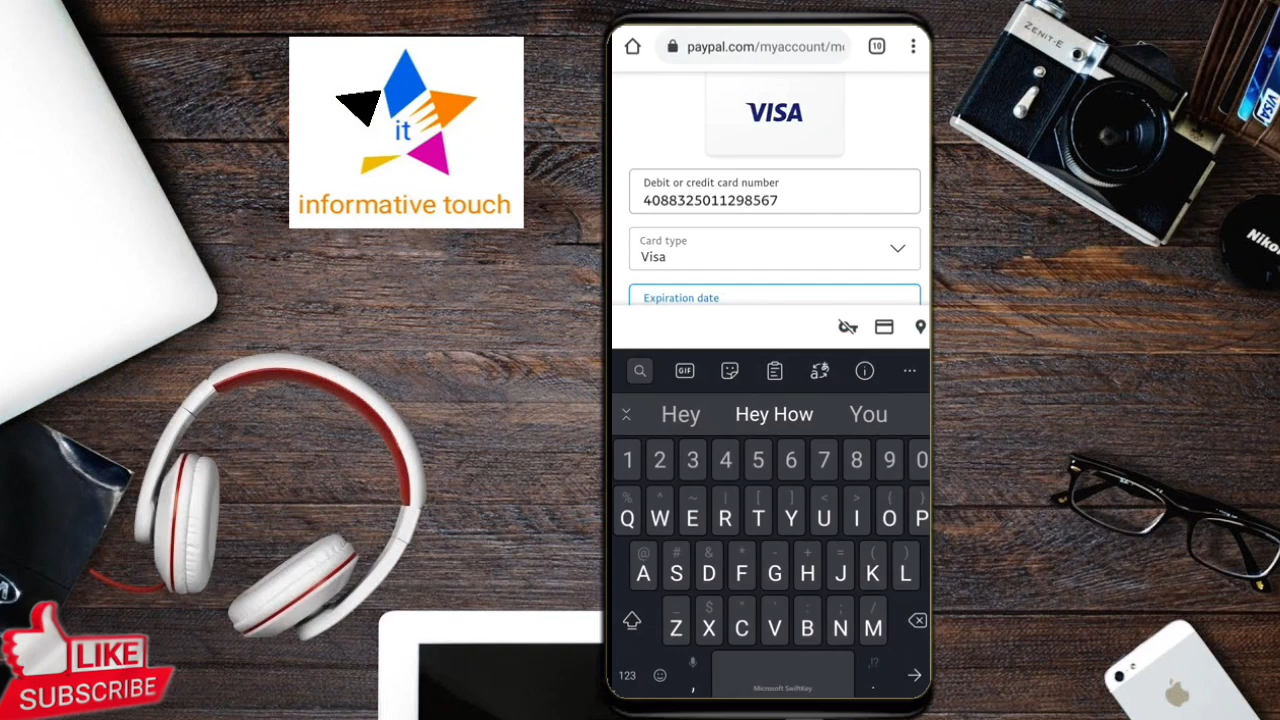 it
informative touch
LIKE
SUBSCRIBE
paypal.com/myaccount/m
10
VISA
Debit or credit card number
4088325011298567
Card type
Visa
Expiration date
GIF
Hey Hey How You
1 2 3 4 5 6 7 8 9 0
% ^ ~ | [ ] < > { }
Q W E R T Y U I O P
@ # & * - + = ( )
A S D F G H J K L
_ $ " ' : ; /
Z X C V B N M
123 , Microsoft SwiftKey ,!? .
ZENIT-E
VISA
Nikon